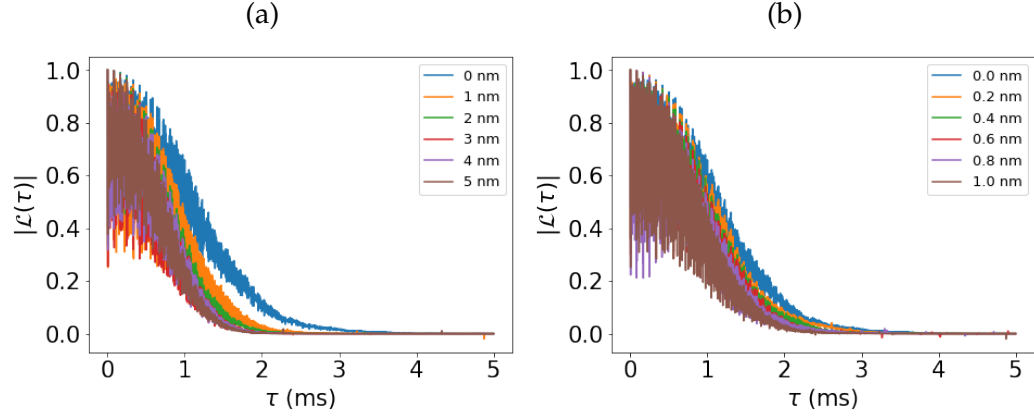 (a)
1.0
0.8
0.6
0.4
0.2
0.0
|ℒ(τ)|
0 nm
1 nm
2 nm
3 nm
4 nm
5 nm
0 1 2 3 4 5
τ (ms)
(b)
1.0
0.8
0.6
0.4
0.2
0.0
|ℒ(τ)|
0.0 nm
0.2 nm
0.4 nm
0.6 nm
0.8 nm
1.0 nm
0 1 2 3 4 5
τ (ms)